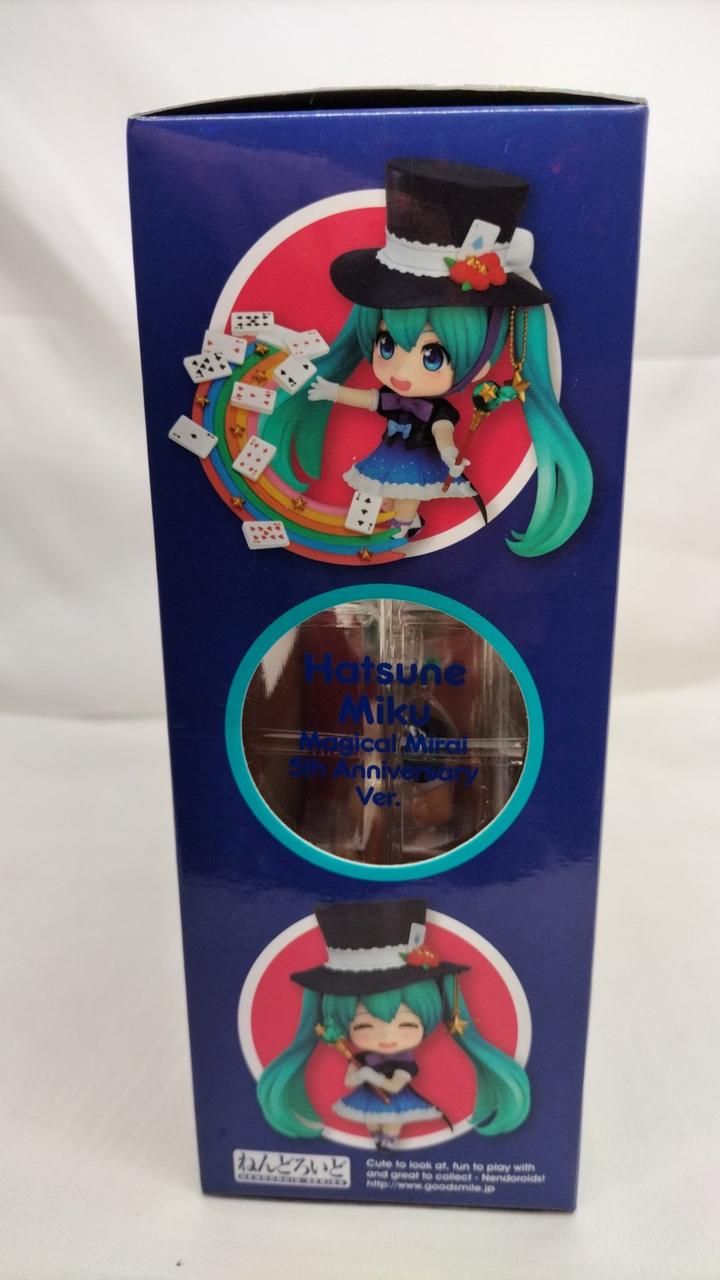 Hatsune
Miku
Magical Mirai
5th Anniversary
Ver.
ねんどろいど
NENDOROID SERIES
Cute to look at, fun to play with
and great to collect - Nendoroids!
http://www.goodsmile.jp